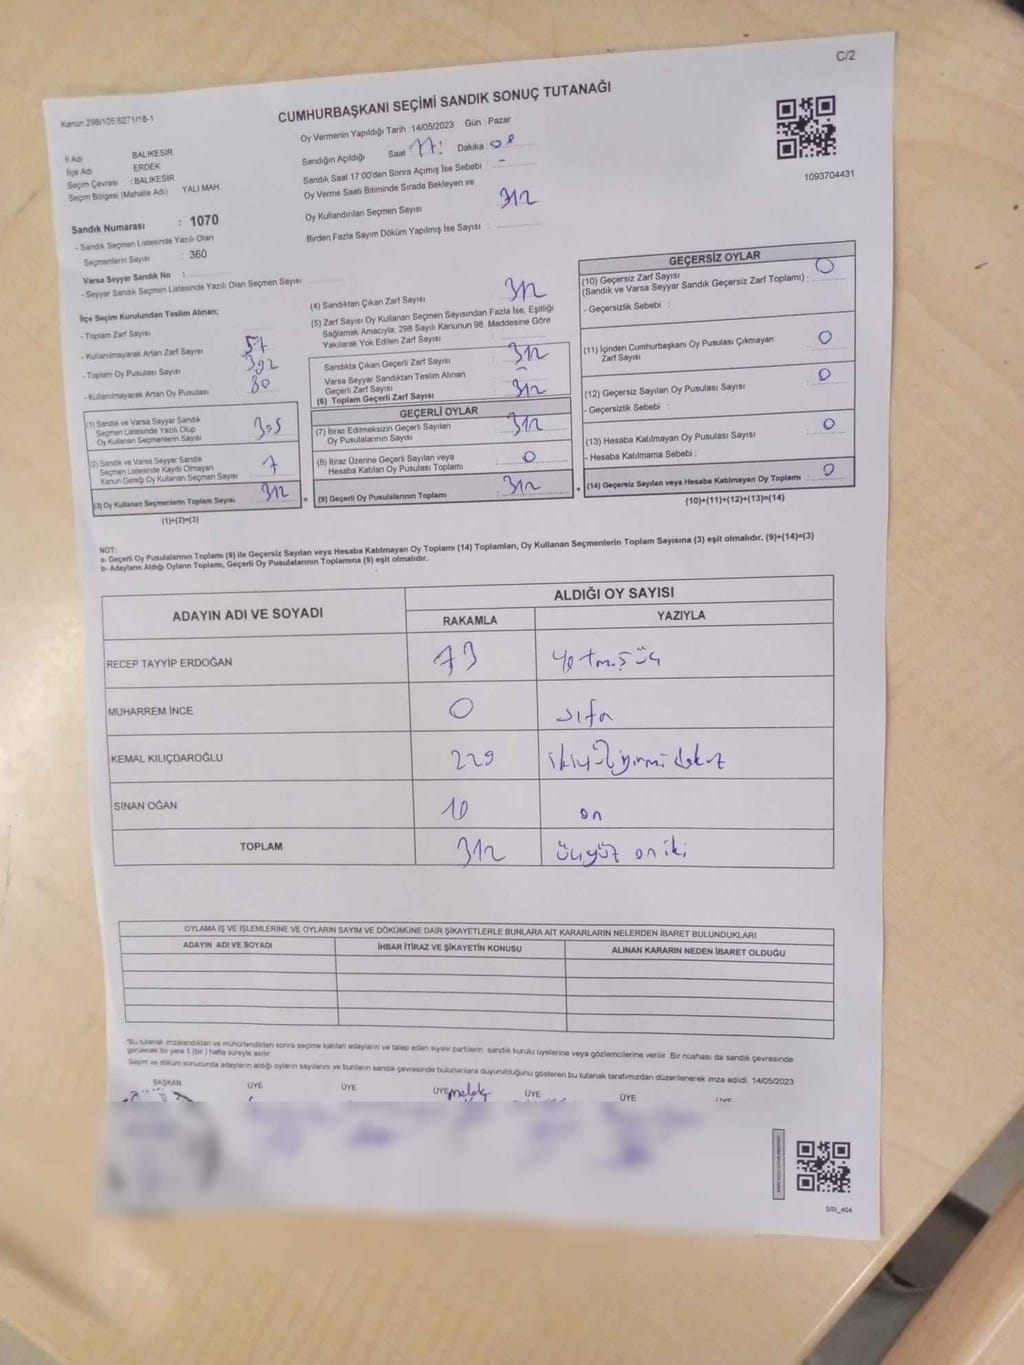 C/2
Kanun:298/105 6271/18-1
CUMHURBAŞKANI SEÇİMİ SANDIK SONUÇ TUTANAĞI
Oy Vermenin Yapıldığı Tarih :14/05/2023 Gün : Pazar
Sandığın Açıldığı Saat 17: Dakika :08
Sandık Saat 17:00'den Sonra Açımış İse Sebebi : -
Oy Verme Saati Bitiminde Sırada Bekleyen ve
Oy Kullandırılan Seçmen Sayısı : 312
Birden Fazla Sayım Döküm Yapılmış İse Sayısı :
1093704431
İl Adı BALIKESİR
İlçe Adı ERDEK
Seçim Çevresi :BALIKESİR
Seçim Bölgesi (Mahalle Adı) YALI MAH
Sandık Numarası : 1070
- Sandık Seçmen Listesinde Yazılı Olan
Seçmenlerin Sayısı : 360
Varsa Seyyar Sandık No :
- Seyyar Sandık Seçmen Listesinde Yazılı Olan Seçmen Sayısı :
İlçe Seçim Kurulundan Teslim Alınan;
- Toplam Zarf Sayısı
- Kullanılmayarak Artan Zarf Sayısı 57
- Toplam Oy Pusulası Sayısı : 392
- Kullanılmayarak Artan Oy Pusulası 80
(1) Sandık ve Varsa Seyyar Sandık
Seçmen Listesinde Yazılı Olup
Oy Kullanan Seçmenlerin Sayısı 305
(2) Sandık ve Varsa Seyyar Sandık
Seçmen Listesinde Kayıtlı Olmayan
Kanun Gereği Oy Kullanan Seçmen Sayısı : 7
(3) Oy Kullanan Seçmenlerin Toplam Sayısı : 312
(1)+(2)=(3)
(4) Sandıktan Çıkan Zarf Sayısı : 312
(5) Zarf Sayısı Oy Kullanan Seçmen Sayısından Fazla İse, Eşitliği
Sağlamak Amacıyla, 298 Sayılı Kanunun 98. Maddesine Göre
Yakılarak Yok Edilen Zarf Sayısı :
Sandıkta Çıkan Geçerli Zarf Sayısı : 312
Varsa Seyyar Sandıktan Teslim Alınan
Geçerli Zarf Sayısı : -
(6) Toplam Geçerli Zarf Sayısı : 312
GEÇERLİ OYLAR
(7) İtiraz Edilmeksizin Geçerli Sayılan
Oy Pusulasının Sayısı : 312
(8) İtiraz Üzerine Geçerli Sayılan veya
Hesaba Katılan Oy Pusulası Toplamı : 0
= (9) Geçerli Oy Pusulalarının Toplamı : 312 +
GEÇERSİZ OYLAR
(10) Geçersiz Zarf Sayısı
(Sandık ve Varsa Seyyar Sandık Geçersiz Zarf Toplamı) : 0
- Geçersizlik Sebebi :
(11) İçinden Cumhurbaşkanı Oy Pusulası Çıkmayan
Zarf Sayısı : 0
(12) Geçersiz Sayılan Oy Pusulası Sayısı : 0
- Geçersizlik Sebebi :
(13) Hesaba Katılmayan Oy Pusulası Sayısı : 0
- Hesaba Katılmama Sebebi :
(14) Geçersiz Sayılan veya Hesaba Katılmayan Oy Toplamı : 0
(10)+(11)+(12)+(13)=(14)
NOT:
a- Geçerli Oy Pusulalarının Toplamı (9) ile Geçersiz Sayılan veya Hesaba Katılmayan Oy Toplamı (14) Toplamları, Oy Kullanan Seçmenlerin Toplam Sayısına (3) eşit olmalıdır. (9)+(14)=(3)
b- Adayların Aldığı Oyların Toplamı, Geçerli Oy Pusulalarının Toplamına (9) eşit olmalıdır.
ADAYIN ADI VE SOYADI
ALDIĞI OY SAYISI
RAKAMLA YAZIYLA
RECEP TAYYİP ERDOĞAN 73 yetmişüç
MUHARREM İNCE 0 sıfır
KEMAL KILIÇDAROĞLU 229 ikiyüzyirmidokuz
SİNAN OĞAN 10 on
TOPLAM 312 üçyüz oniki
OYLAMA İŞ VE İŞLEMLERİNE VE OYLARIN SAYIM VE DÖKÜMÜNE DAİR ŞİKAYETLERLE BUNLARA AİT KARARLARIN NELERDEN İBARET BULUNDUKLARI
ADAYIN ADI VE SOYADI İHBAR İTİRAZ VE ŞİKAYETİN KONUSU ALINAN KARARIN NEDEN İBARET OLDUĞU
*Bu tutanak imzalandıktan ve mühürlendikten sonra seçime katılan adayların ve talep eden siyasi partilerin sandık kurulu üyelerine veya gözlemcilerine verilir. Bir nüshası da sandık çevresinde
görülecek bir yere 1 (bir ) hafta süreyle asılır
Sayım ve döküm sonucunda adayların aldığı oyların sayılarını ve bunların sandık çevresinde bulunanlara duyurulduğunu gösteren bu tutanak tarafımızdan düzenlenerek imza edildi. 14/05/2023
BAŞKAN ÜYE ÜYE ÜYE melek ÜYE ÜYE ÜYE
SSI_404